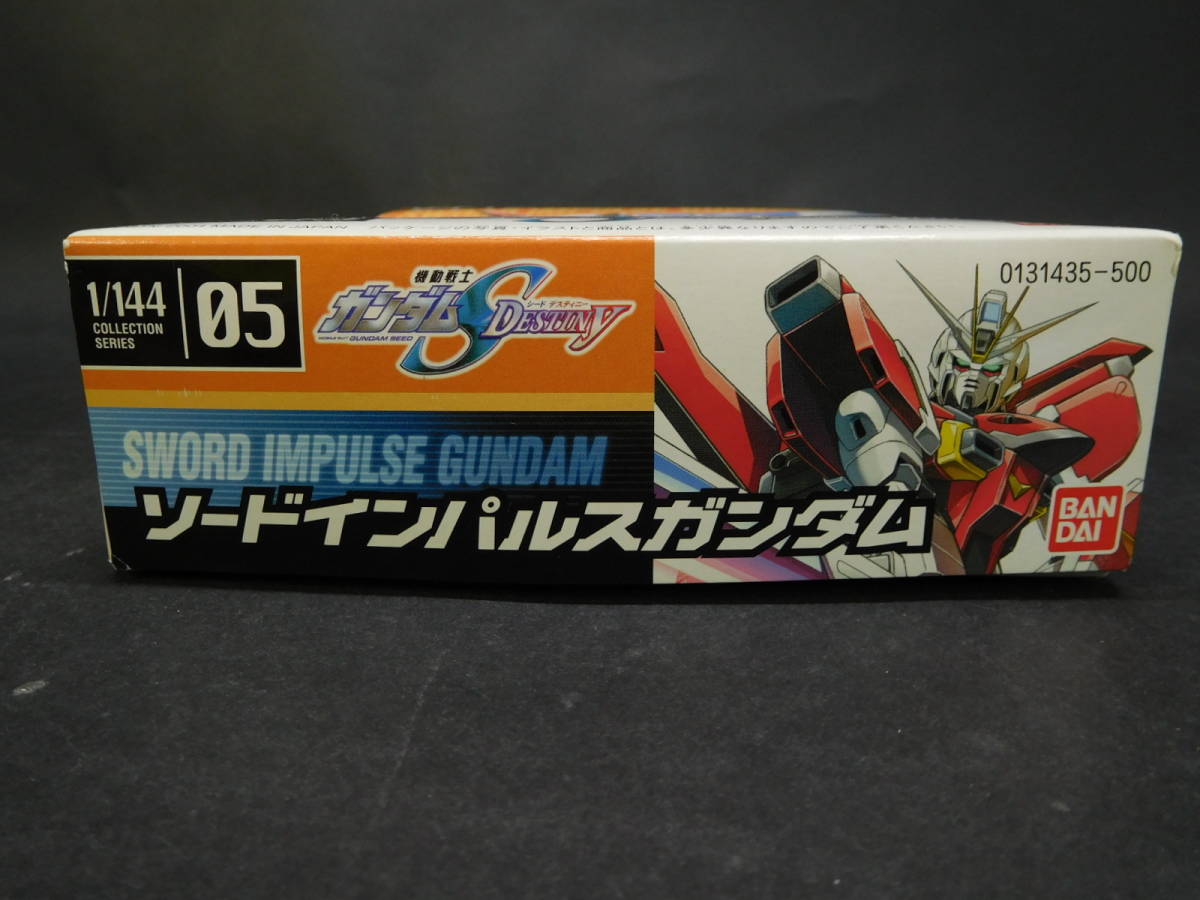 MADE IN JAPAN
1/144
COLLECTION
SERIES
05
機動戦士
ガンダムS
シード デスティニー
DESTINY
MOBILE SUIT GUNDAM SEED
0131435-500
SWORD IMPULSE GUNDAM
ソードインパルスガンダム
BAN
DAI